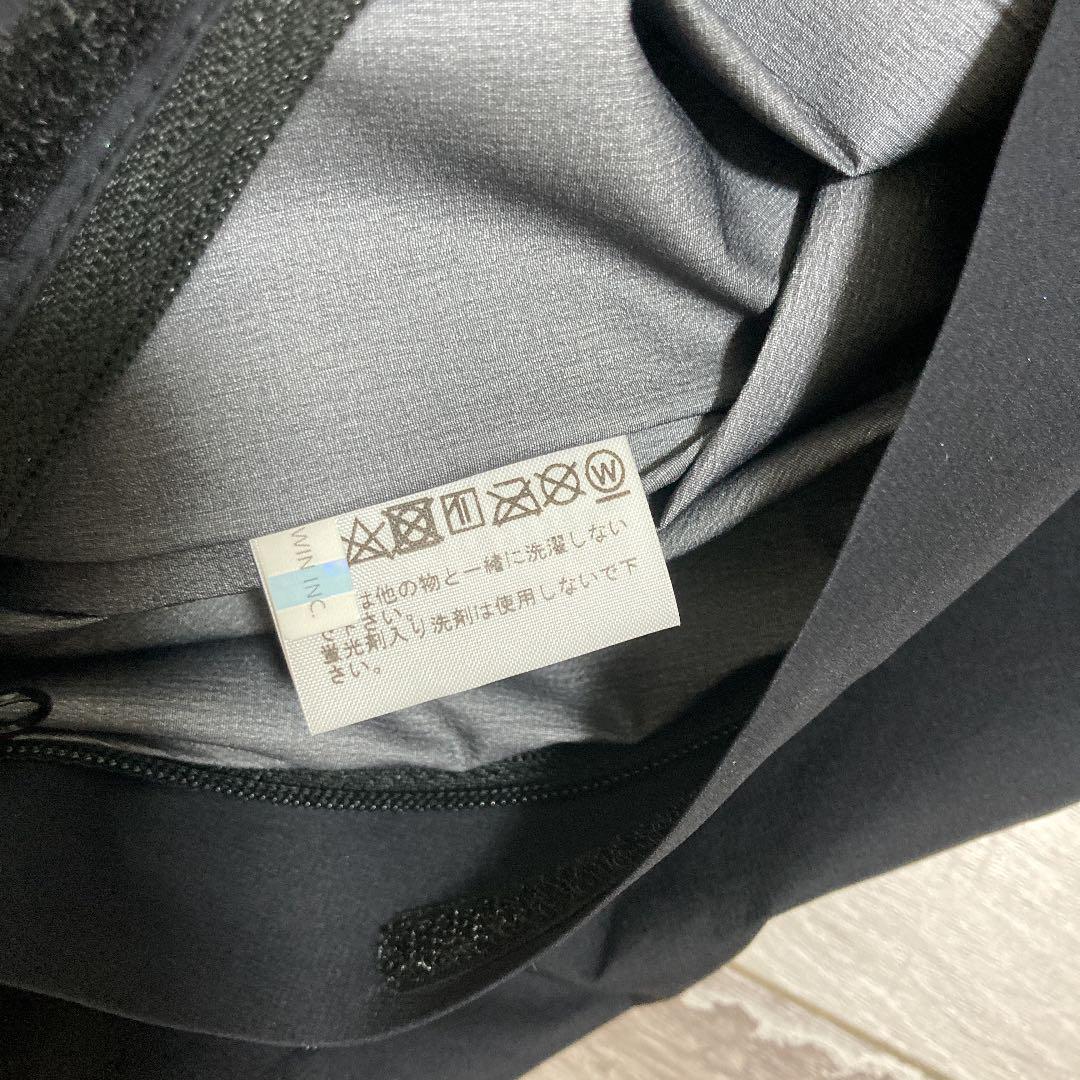 W
は他の物と一緒に洗濯しない
さい。
光剤入り洗剤は使用しないで下
さい。
WIN INC.